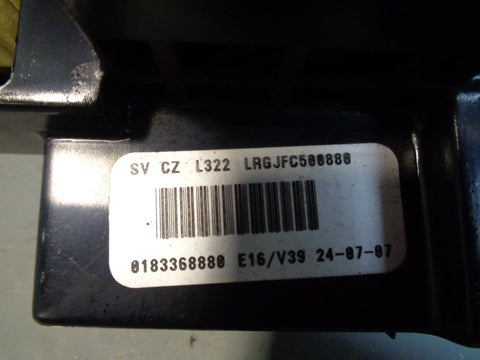 SV CZ L322 LRGJFC500880
0183368880 E16/V39 24-07-07